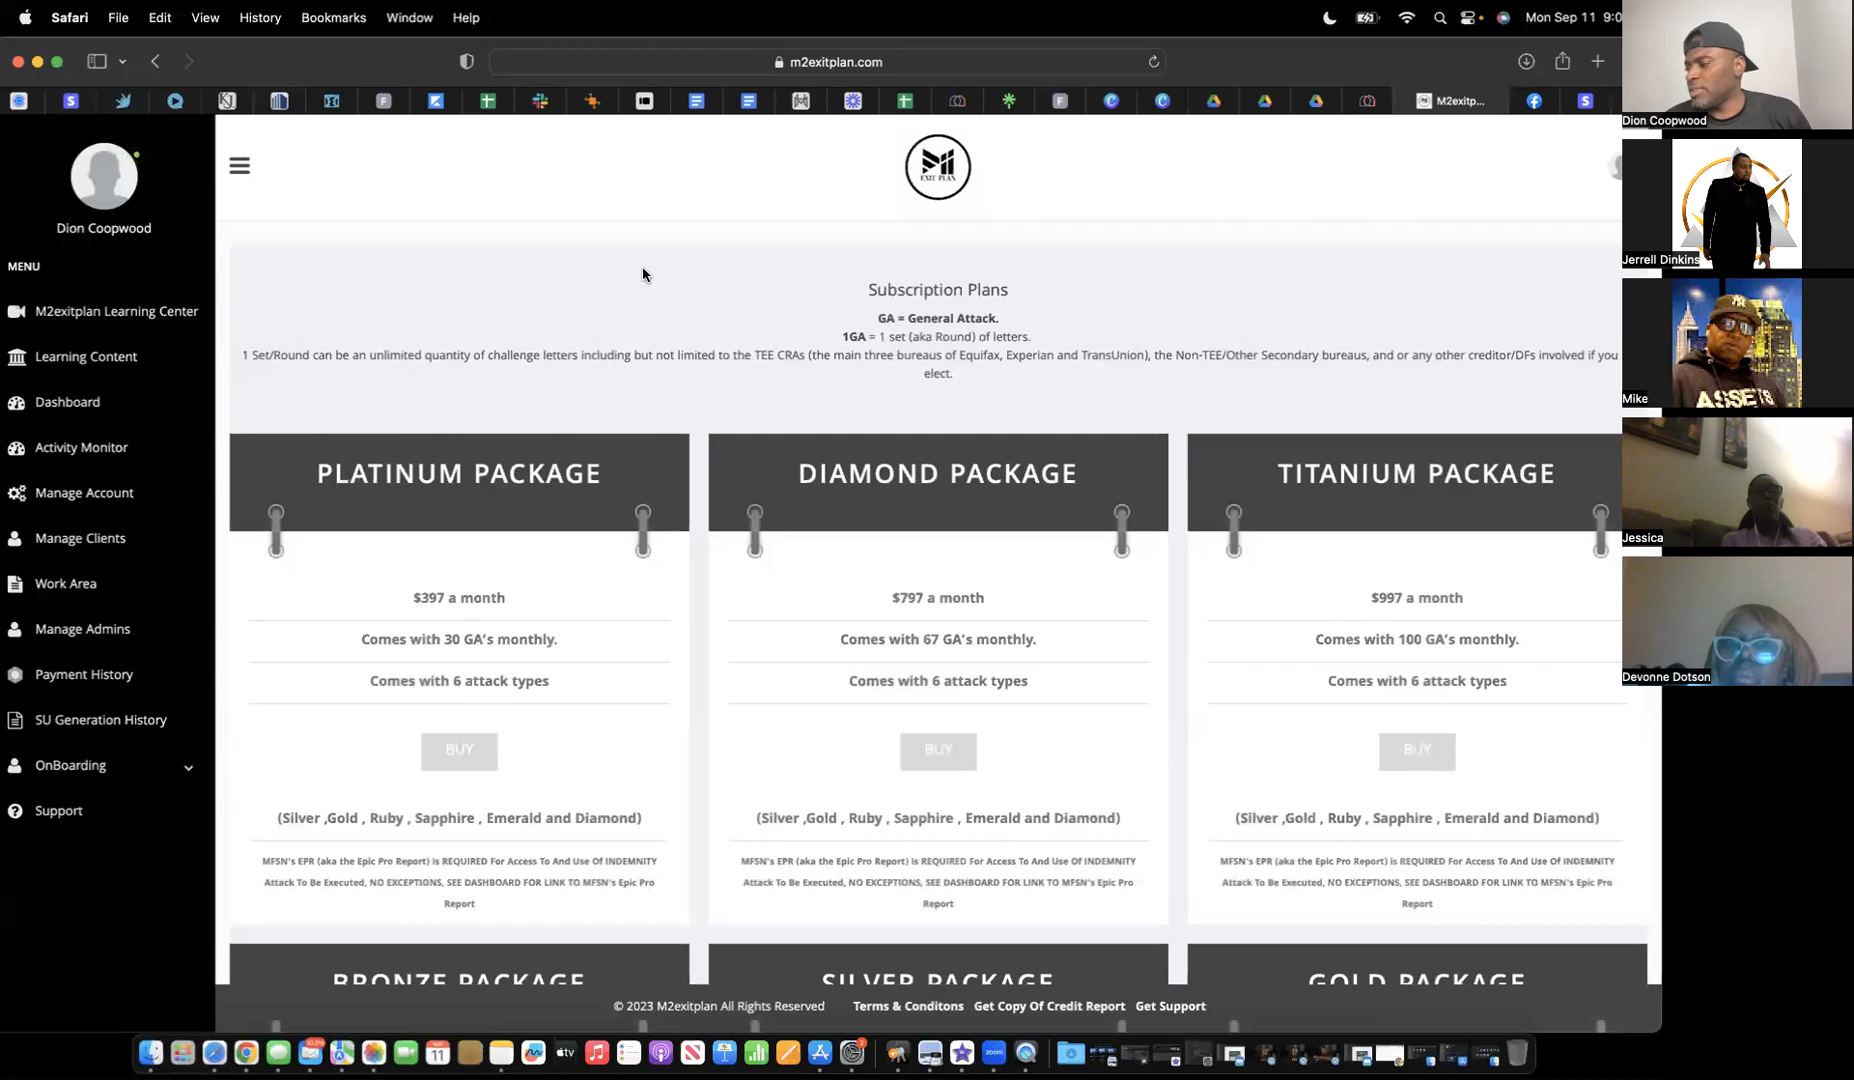 Safari File Edit View History Bookmarks Window Help
Mon Sep 11 9:0
m2exitplan.com
M2exitp...
EXIT PLAN
Dion Coopwood
MENU
M2exitplan Learning Center
Learning Content
Dashboard
Activity Monitor
Manage Account
Manage Clients
Work Area
Manage Admins
Payment History
SU Generation History
OnBoarding
Support
Subscription Plans
GA = General Attack.
1GA = 1 set (aka Round) of letters.
1 Set/Round can be an unlimited quantity of challenge letters including but not limited to the TEE CRAs (the main three bureaus of Equifax, Experian and TransUnion), the Non-TEE/Other Secondary bureaus, and or any other creditor/DFs involved if you
elect.
PLATINUM PACKAGE
$397 a month
Comes with 30 GA's monthly.
Comes with 6 attack types
BUY
(Silver ,Gold , Ruby , Sapphire , Emerald and Diamond)
MFSN's EPR (aka the Epic Pro Report) is REQUIRED For Access To And Use Of INDEMNITY
Attack To Be Executed, NO EXCEPTIONS, SEE DASHBOARD FOR LINK TO MFSN's Epic Pro
Report
DIAMOND PACKAGE
$797 a month
Comes with 67 GA's monthly.
Comes with 6 attack types
BUY
(Silver ,Gold , Ruby , Sapphire , Emerald and Diamond)
MFSN's EPR (aka the Epic Pro Report) is REQUIRED For Access To And Use Of INDEMNITY
Attack To Be Executed, NO EXCEPTIONS, SEE DASHBOARD FOR LINK TO MFSN's Epic Pro
Report
TITANIUM PACKAGE
$997 a month
Comes with 100 GA's monthly.
Comes with 6 attack types
BUY
(Silver ,Gold , Ruby , Sapphire , Emerald and Diamond)
MFSN's EPR (aka the Epic Pro Report) is REQUIRED For Access To And Use Of INDEMNITY
Attack To Be Executed, NO EXCEPTIONS, SEE DASHBOARD FOR LINK TO MFSN's Epic Pro
Report
BRONZE PACKAGE
SILVER PACKAGE
GOLD PACKAGE
© 2023 M2exitplan All Rights Reserved Terms & Conditons Get Copy Of Credit Report Get Support
Dion Coopwood
Jerrell Dinkins
ASSETS
Mike
Jessica
Devonne Dotson